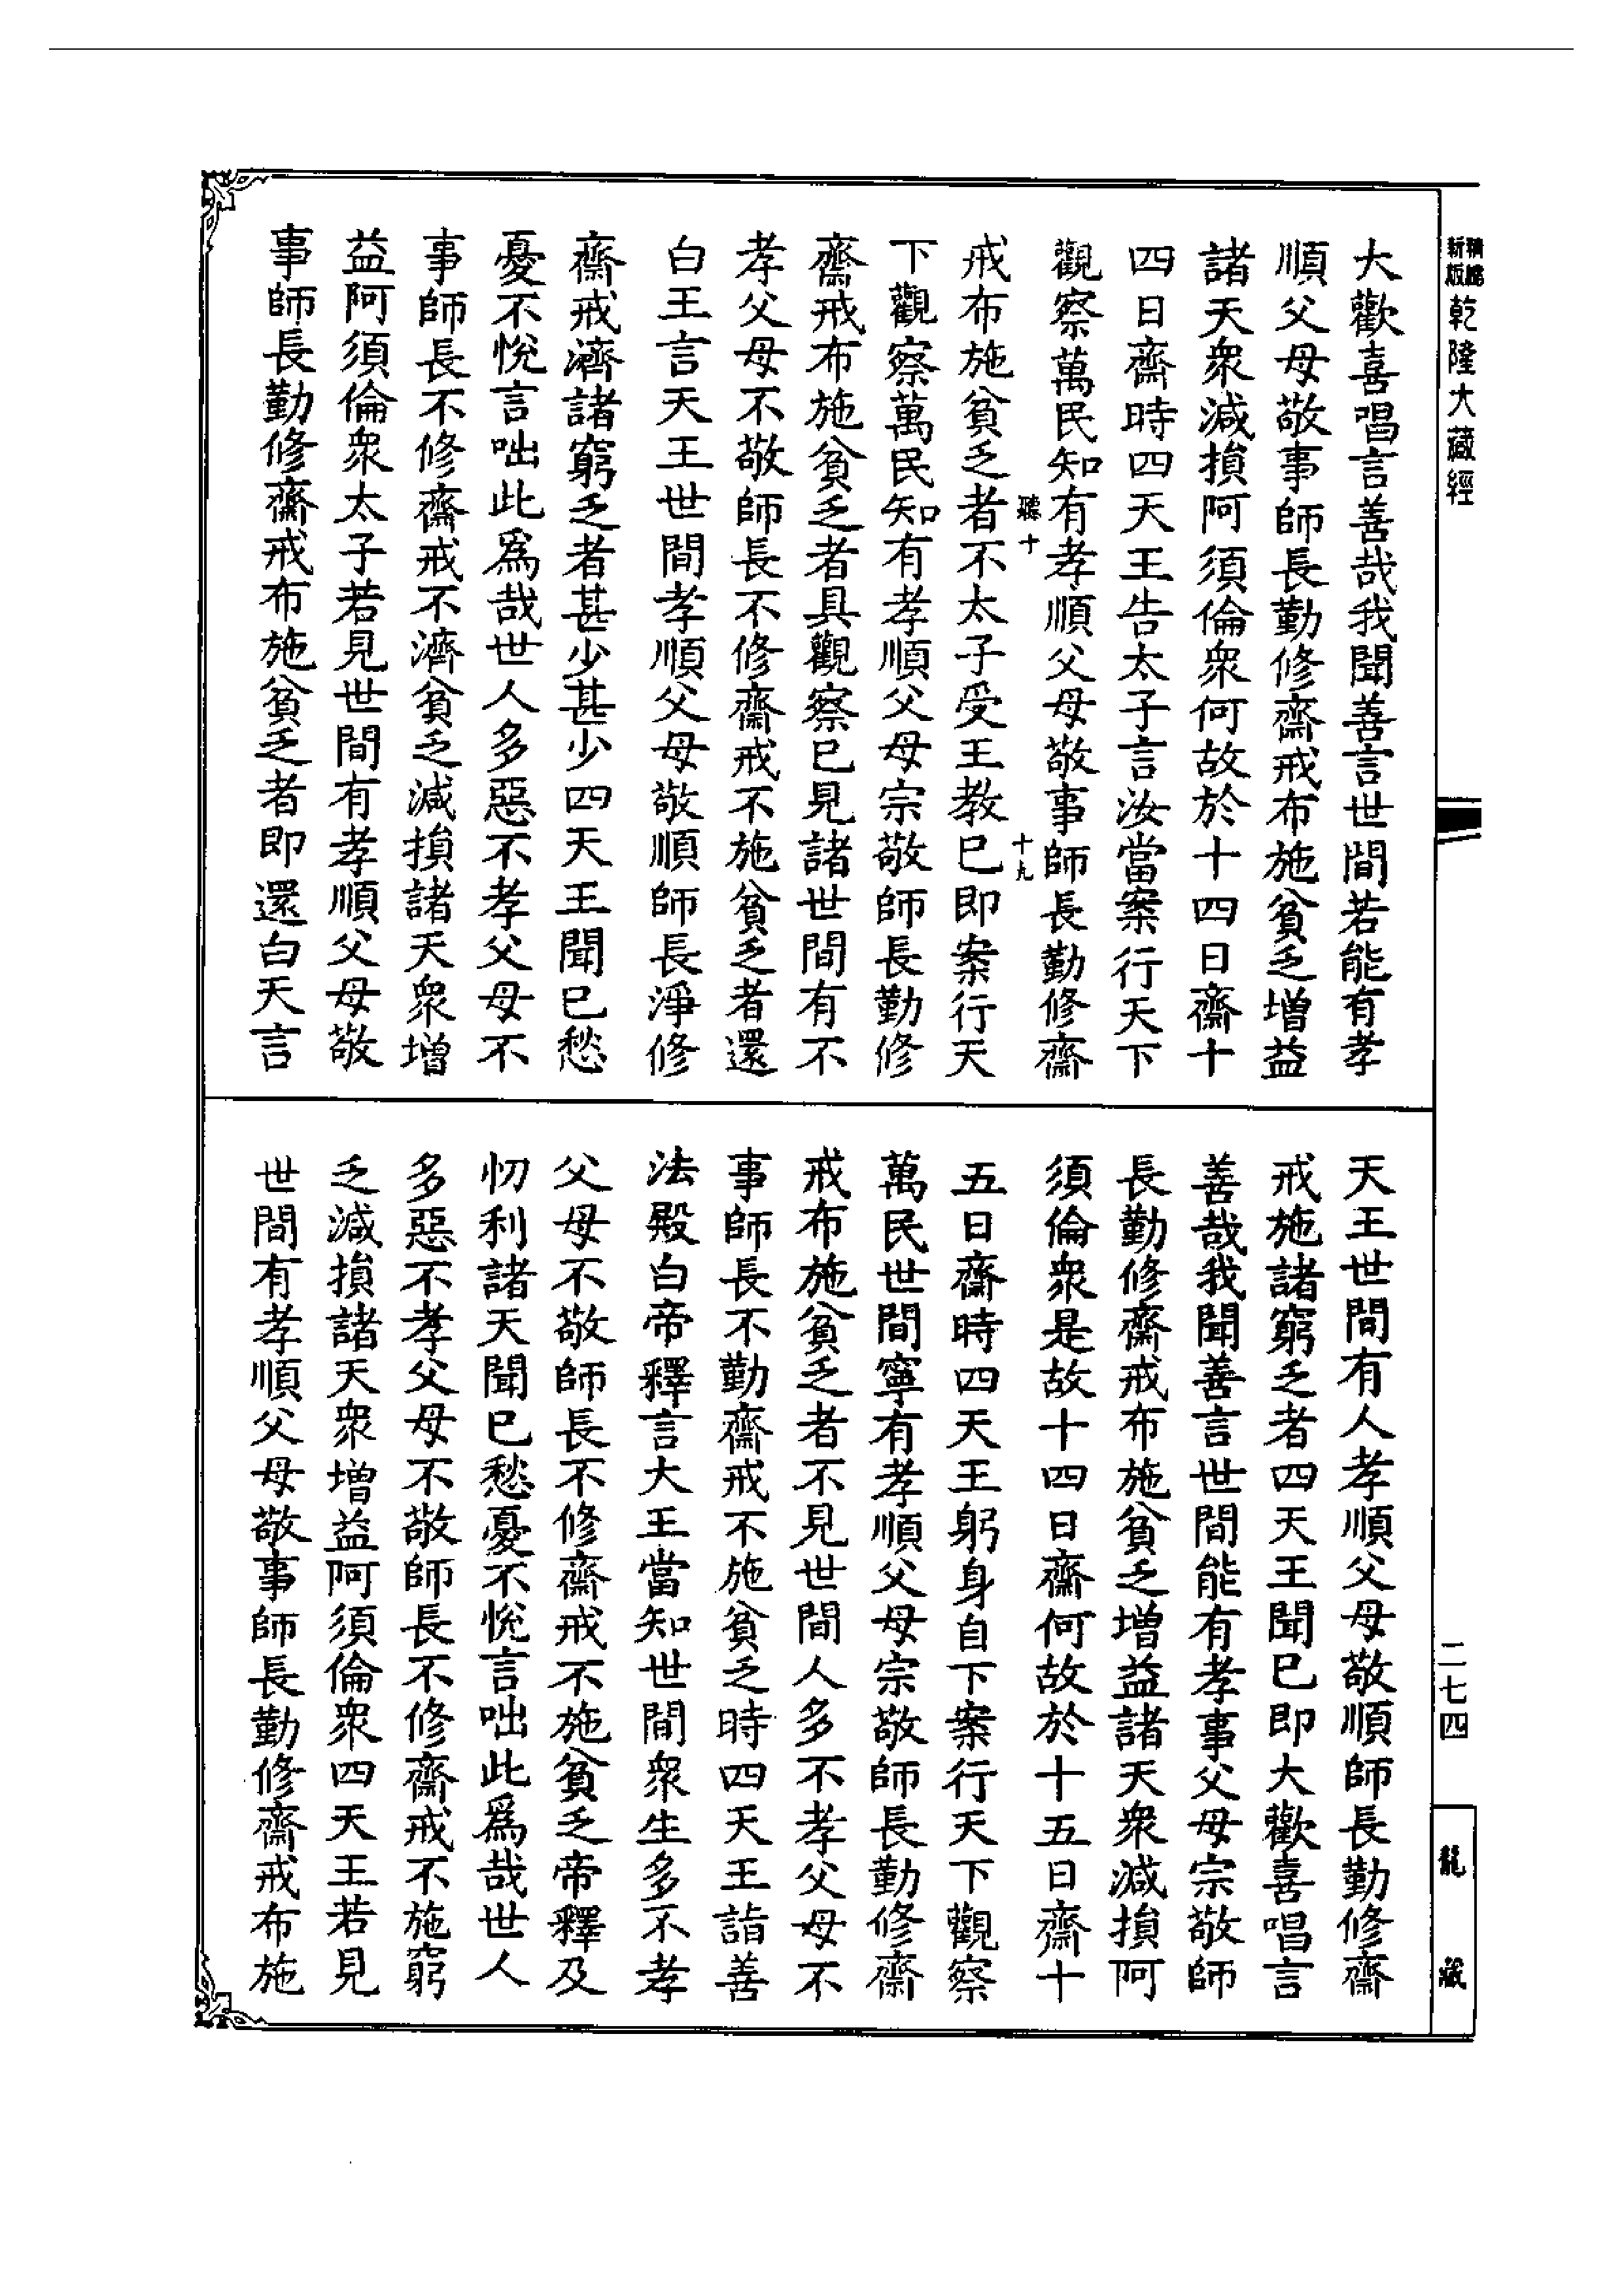 精縮
新版
乾隆大藏經
大歡喜唱言善哉我聞善言世間若能有孝
順父母敬事師長勤修齋戒布施貧乏增益
諸天衆減損阿須倫衆何故於十四日齋十
四日齋時四天王告太子言汝當案行天下
觀察萬民知有孝順父母敬事師長勤修齋
聽十
十九
戒布施貧乏者不太子受王教已即案行天
下觀察萬民知有孝順父母宗敬師長勤修
齋戒布施貧乏者具觀察已見諸世間有不
孝父母不敬師長不修齋戒不施貧乏者還
白王言天王世間孝順父母敬順師長淨修
齋戒濟諸窮乏者甚少甚少四天王聞已愁
憂不悅言咄此爲哉世人多惡不孝父母不
事師長不修齋戒不濟貧乏減損諸天衆增
益阿須倫衆太子若見世間有孝順父母敬
事師長勤修齋戒布施貧乏者即還白天言
天王世間有人孝順父母敬順師長勤修齋
戒施諸窮乏者四天王聞已即大歡喜唱言
善哉我聞善言世間能有孝事父母宗敬師
長勤修齋戒布施貧乏增益諸天衆減損阿
須倫衆是故十四日齋何故於十五日齋十
五日齋時四天王躬身自下案行天下觀察
萬民世間寧有孝順父母宗敬師長勤修齋
戒布施貧乏者不見世間人多不孝父母不
事師長不勤齋戒不施貧乏時四天王詣善
法殿白帝釋言大王當知世間衆生多不孝
父母不敬師長不修齋戒不施貧乏帝釋及
忉利諸天聞已愁憂不悅言咄此爲哉世人
多惡不孝父母不敬師長不修齋戒不施窮
乏減損諸天衆增益阿須倫衆四天王若見
世間有孝順父母敬事師長勤修齋戒布施
二七四
龍藏